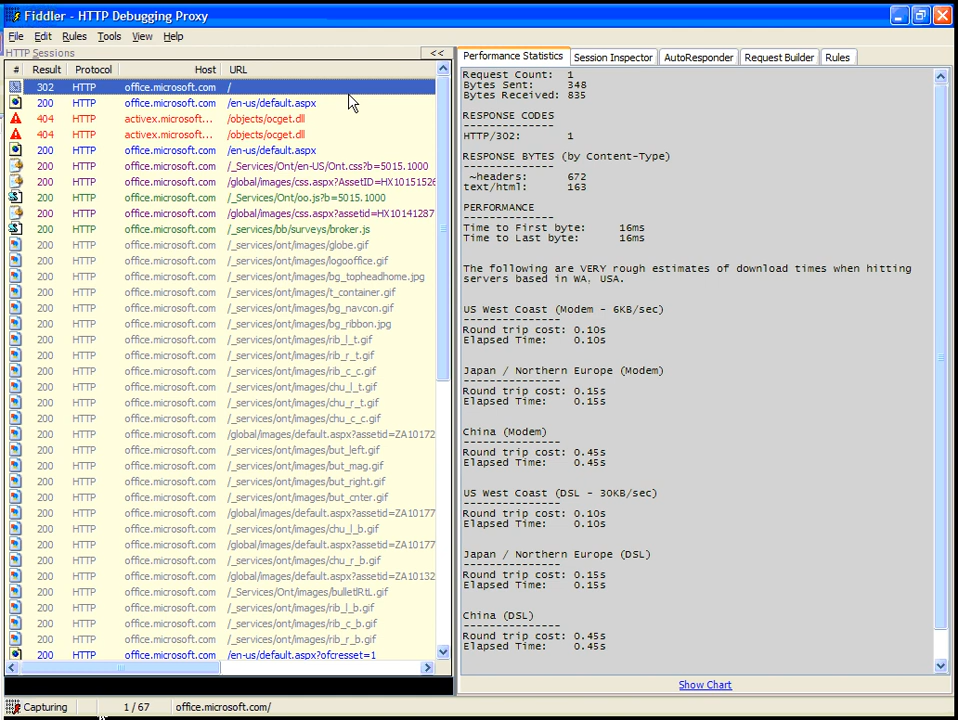 Fiddler - HTTP Debugging Proxy
File Edit Rules Tools View Help
HTTP Sessions <<
# Result Protocol Host URL
302 HTTP office.microsoft.com /
200 HTTP office.microsoft.com /en-us/default.aspx
404 HTTP activex.microsoft... /objects/ocget.dll
404 HTTP activex.microsoft... /objects/ocget.dll
200 HTTP office.microsoft.com /en-us/default.aspx
200 HTTP office.microsoft.com /_Services/Ont/en-US/Ont.css?b=5015.1000
200 HTTP office.microsoft.com /global/images/css.aspx?AssetID=HX10151526
200 HTTP office.microsoft.com /_Services/Ont/oo.js?b=5015.1000
200 HTTP office.microsoft.com /global/images/css.aspx?assetid=HX10141287
200 HTTP office.microsoft.com /_services/bb/surveys/broker.js
200 HTTP office.microsoft.com /_services/ont/images/globe.gif
200 HTTP office.microsoft.com /_services/ont/images/logooffice.gif
200 HTTP office.microsoft.com /_services/ont/images/bg_topheadhome.jpg
200 HTTP office.microsoft.com /_services/ont/images/t_container.gif
200 HTTP office.microsoft.com /_services/ont/images/bg_navcon.gif
200 HTTP office.microsoft.com /_services/ont/images/bg_ribbon.jpg
200 HTTP office.microsoft.com /_services/ont/images/rib_l_t.gif
200 HTTP office.microsoft.com /_services/ont/images/rib_r_t.gif
200 HTTP office.microsoft.com /_services/ont/images/rib_c_c.gif
200 HTTP office.microsoft.com /_services/ont/images/chu_l_t.gif
200 HTTP office.microsoft.com /_services/ont/images/chu_r_t.gif
200 HTTP office.microsoft.com /_services/ont/images/chu_c_c.gif
200 HTTP office.microsoft.com /global/images/default.aspx?assetid=ZA10172
200 HTTP office.microsoft.com /_services/ont/images/but_left.gif
200 HTTP office.microsoft.com /_services/ont/images/but_mag.gif
200 HTTP office.microsoft.com /_services/ont/images/but_right.gif
200 HTTP office.microsoft.com /_services/ont/images/but_cnter.gif
200 HTTP office.microsoft.com /global/images/default.aspx?assetid=ZA10177
200 HTTP office.microsoft.com /_services/ont/images/chu_l_b.gif
200 HTTP office.microsoft.com /global/images/default.aspx?assetid=ZA10177
200 HTTP office.microsoft.com /_services/ont/images/chu_r_b.gif
200 HTTP office.microsoft.com /global/images/default.aspx?assetid=ZA10132
200 HTTP office.microsoft.com /_Services/Ont/images/bulletlRtL.gif
200 HTTP office.microsoft.com /_services/ont/images/rib_l_b.gif
200 HTTP office.microsoft.com /_services/ont/images/rib_c_b.gif
200 HTTP office.microsoft.com /_services/ont/images/rib_r_b.gif
200 HTTP office.microsoft.com /en-us/default.aspx?ofcresset=1
Performance Statistics Session Inspector AutoResponder Request Builder Rules
Request Count: 1
Bytes Sent: 348
Bytes Received: 835
RESPONSE CODES
--------------
HTTP/302: 1
RESPONSE BYTES (by Content-Type)
--------------
~headers: 672
text/html: 163
PERFORMANCE
--------------
Time to First byte: 16ms
Time to Last byte: 16ms
The following are VERY rough estimates of download times when hitting
servers based in WA, USA.
US West Coast (Modem - 6KB/sec)
---------------
Round trip cost: 0.10s
Elapsed Time: 0.10s
Japan / Northern Europe (Modem)
---------------
Round trip cost: 0.15s
Elapsed Time: 0.15s
China (Modem)
---------------
Round trip cost: 0.45s
Elapsed Time: 0.45s
US West Coast (DSL - 30KB/sec)
---------------
Round trip cost: 0.10s
Elapsed Time: 0.10s
Japan / Northern Europe (DSL)
---------------
Round trip cost: 0.15s
Elapsed Time: 0.15s
China (DSL)
---------------
Round trip cost: 0.45s
Elapsed Time: 0.45s
Show Chart
Capturing 1 / 67 office.microsoft.com/